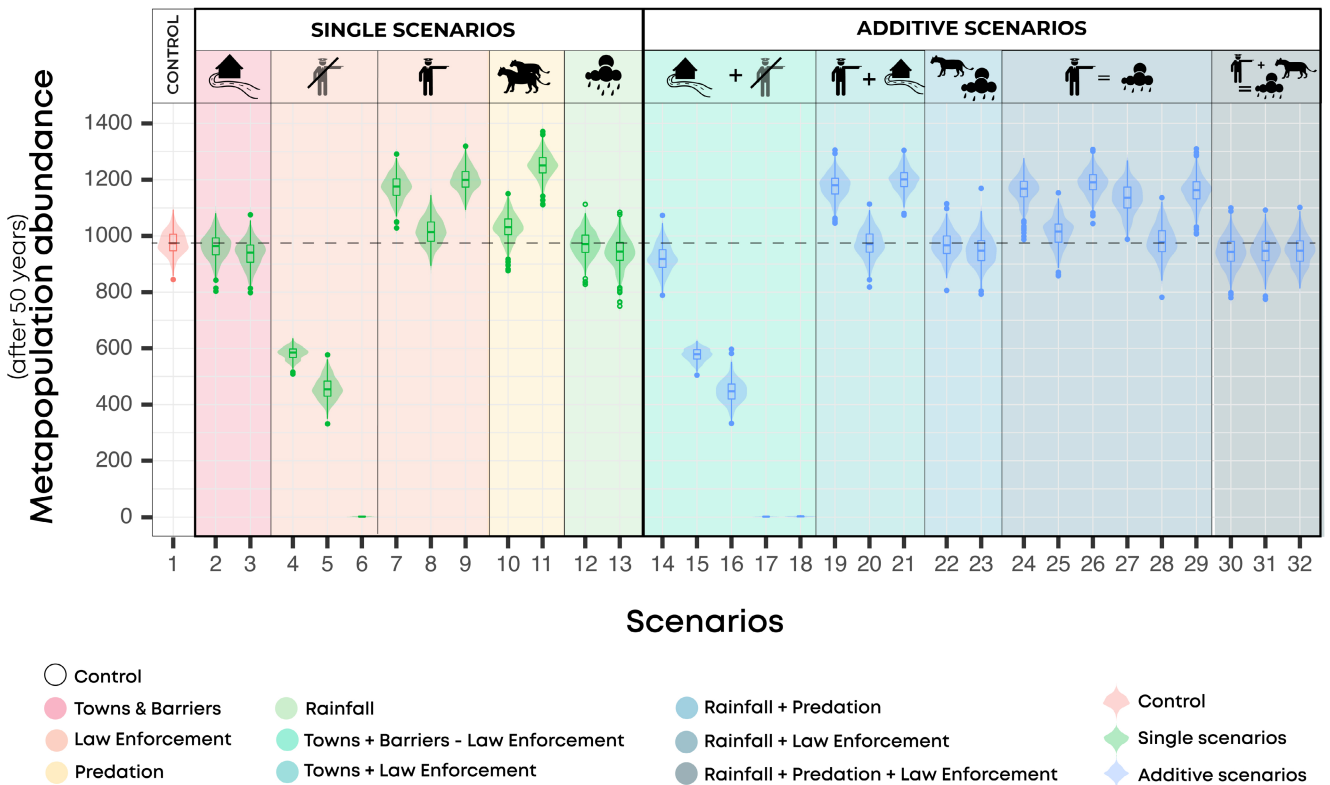 CONTROL
SINGLE SCENARIOS
ADDITIVE SCENARIOS
+
+
=
+
=
(after 50 years)
Metapopulation abundance
1400
1200
1000
800
600
400
200
0
1 2 3 4 5 6 7 8 9 10 11 12 13 14 15 16 17 18 19 20 21 22 23 24 25 26 27 28 29 30 31 32
Scenarios
Control
Towns & Barriers
Law Enforcement
Predation
Rainfall
Towns + Barriers - Law Enforcement
Towns + Law Enforcement
Rainfall + Predation
Rainfall + Law Enforcement
Rainfall + Predation + Law Enforcement
Control
Single scenarios
Additive scenarios